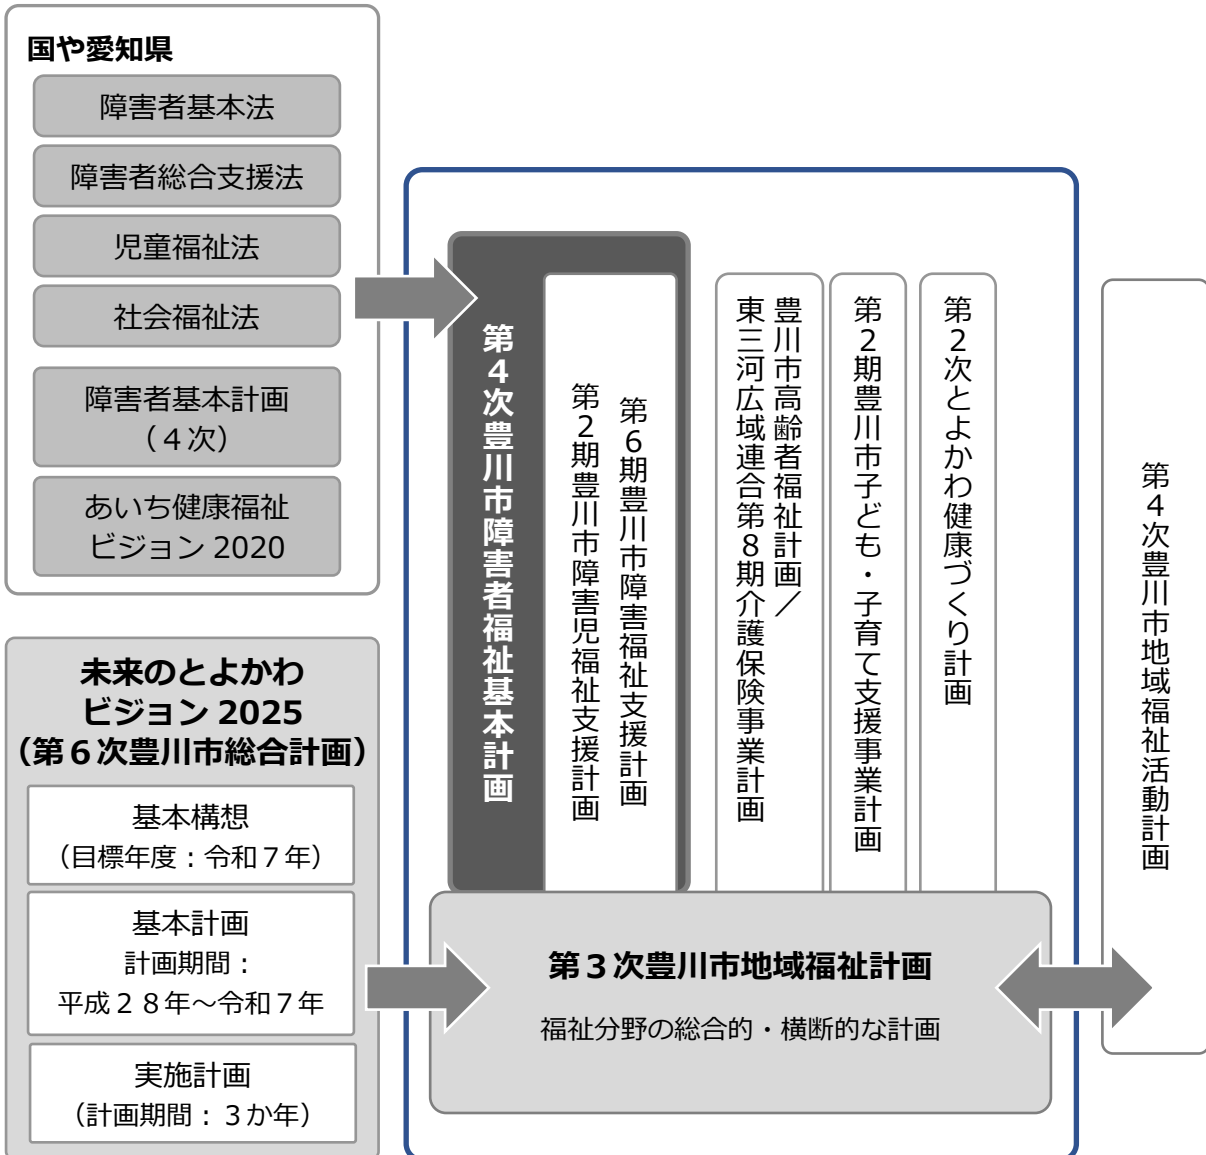 国や愛知県
障害者基本法
障害者総合支援法
児童福祉法
社会福祉法
障害者基本計画
（４次）
あいち健康福祉
ビジョン 2020
未来のとよかわ
ビジョン 2025
（第６次豊川市総合計画）
基本構想
（目標年度：令和７年）
基本計画
計画期間：
平成２８年～令和７年
実施計画
（計画期間：３か年）
第４次豊川市障害者福祉基本計画
第６期豊川市障害福祉支援計画
第２期豊川市障害児福祉支援計画
豊川市高齢者福祉計画／
東三河広域連合第８期介護保険事業計画
第２期豊川市子ども・子育て支援事業計画
第２次とよかわ健康づくり計画
第３次豊川市地域福祉計画
福祉分野の総合的・横断的な計画
第４次豊川市地域福祉活動計画